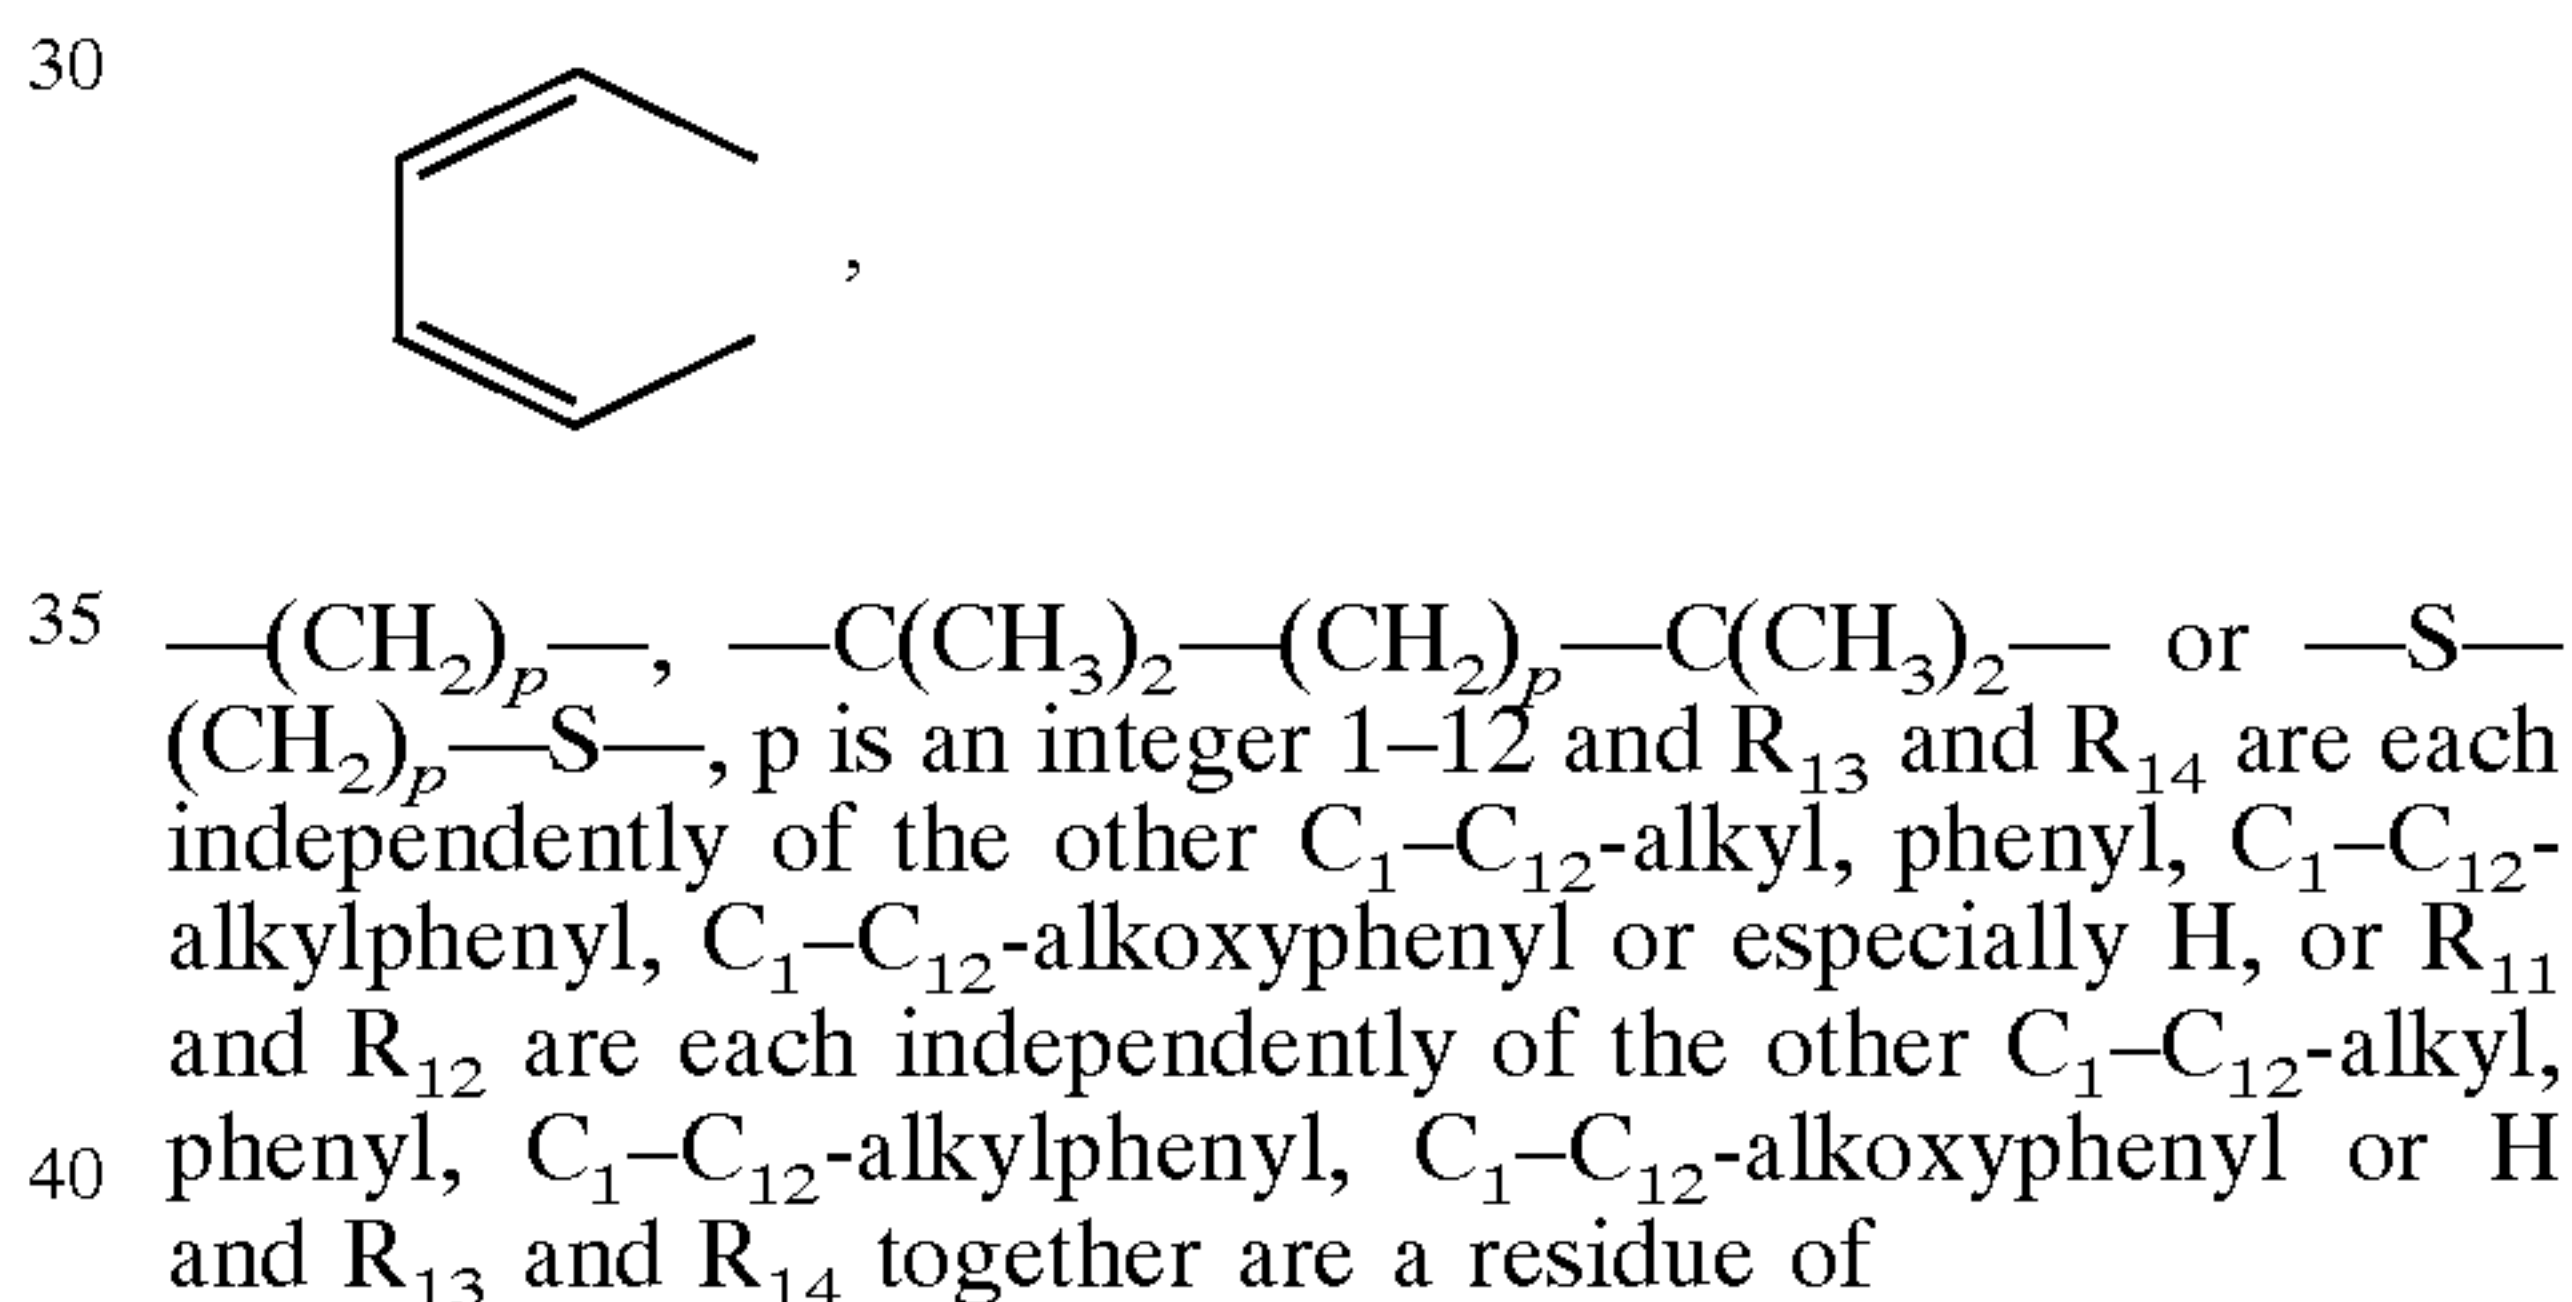 30
,
35 —(CH₂)ₚ—, —C(CH₃)₂—(CH₂)ₚ—C(CH₃)₂— or —S—
(CH₂)ₚ—S—, p is an integer 1–12 and R₁₃ and R₁₄ are each
independently of the other C₁–C₁₂-alkyl, phenyl, C₁–C₁₂-
alkylphenyl, C₁–C₁₂-alkoxyphenyl or especially H, or R₁₁
and R₁₂ are each independently of the other C₁–C₁₂-alkyl,
40 phenyl, C₁–C₁₂-alkylphenyl, C₁–C₁₂-alkoxyphenyl or H
and R₁₃ and R₁₄ together are a residue of